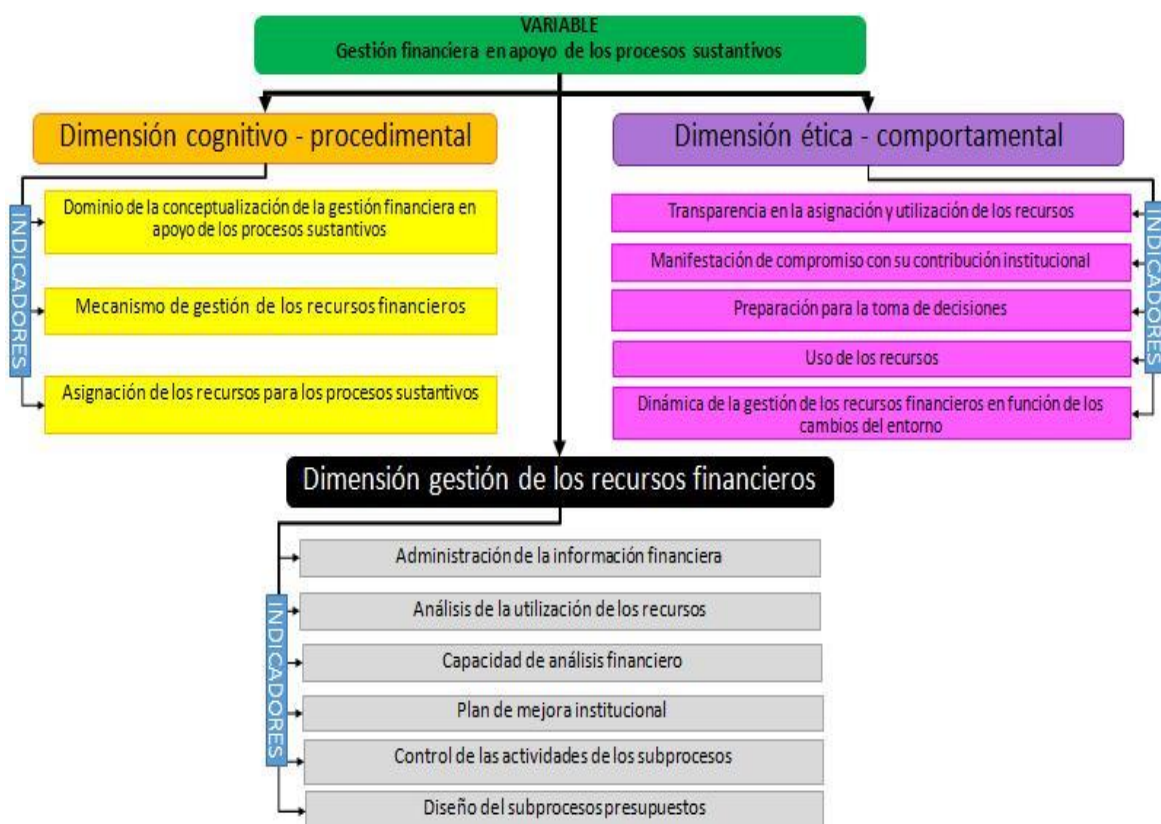 VARIABLE
Gestión financiera en apoyo de los procesos sustantivos
Dimensión cognitivo - procedimental
INDICADORES
Dominio de la conceptualización de la gestión financiera en
apoyo de los procesos sustantivos
Mecanismo de gestión de los recursos financieros
Asignación de los recursos para los procesos sustantivos
Dimensión ética - comportamental
INDICADORES
Transparencia en la asignación y utilización de los recursos
Manifestación de compromiso con su contribución institucional
Preparación para la toma de decisiones
Uso de los recursos
Dinámica de la gestión de los recursos financieros en función de los
cambios del entorno
Dimensión gestión de los recursos financieros
INDICADORES
Administración de la información financiera
Análisis de la utilización de los recursos
Capacidad de análisis financiero
Plan de mejora institucional
Control de las actividades de los subprocesos
Diseño del subprocesos presupuestos